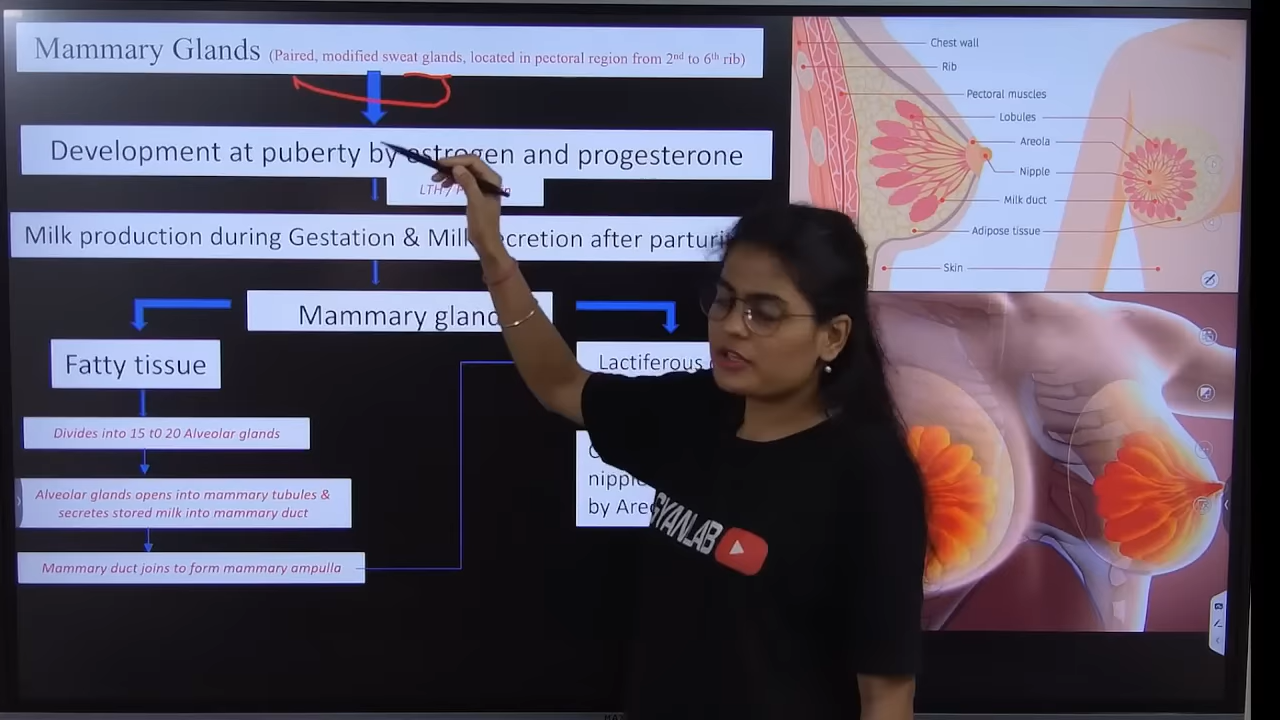 Mammary Glands (Paired, modified sweat glands, located in pectoral region from 2nd to 6th rib)
Development at puberty by estrogen and progesterone
LTH /
Milk production during Gestation & Milk secretion after
Mammary gland
Fatty tissue
Divides into 15 t0 20 Alveolar glands
Alveolar glands opens into mammary tubules &
secretes stored milk into mammary duct
Mammary duct joins to form mammary ampulla
Lactiferous
nipple
by
Chest wall
Rib
Pectoral muscles
Lobules
Areola
Nipple
Milk duct
Adipose tissue
Skin
GYANLAB